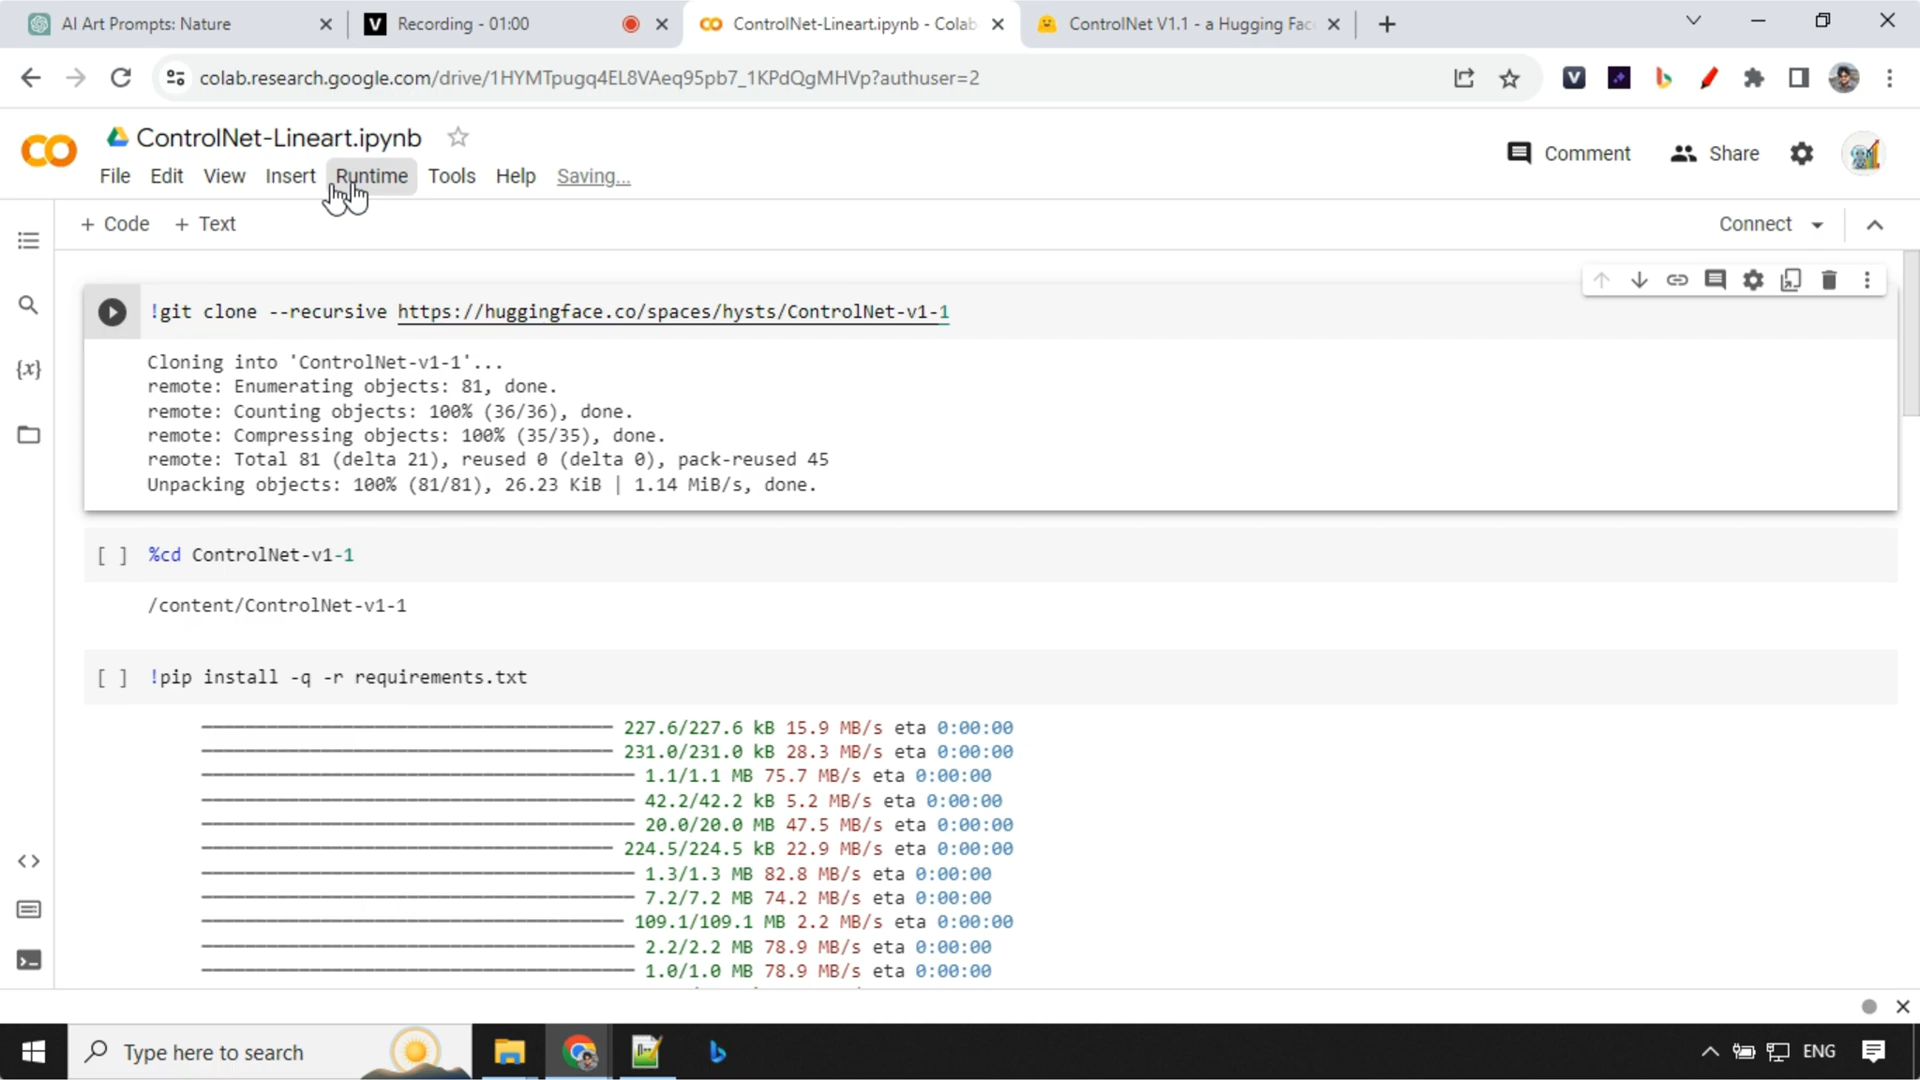 AI Art Prompts: Nature
Recording - 01:00
ControlNet-Lineart.ipynb - Colab
ControlNet V1.1 - a Hugging Fac
colab.research.google.com/drive/1HYMTpugq4EL8VAeq95pb7_1KPdQgMHVp?authuser=2
ControlNet-Lineart.ipynb
File Edit View Insert Runtime Tools Help Saving...
Comment Share
+ Code + Text
Connect
!git clone --recursive https://huggingface.co/spaces/hysts/ControlNet-v1-1
Cloning into 'ControlNet-v1-1'...
remote: Enumerating objects: 81, done.
remote: Counting objects: 100% (36/36), done.
remote: Compressing objects: 100% (35/35), done.
remote: Total 81 (delta 21), reused 0 (delta 0), pack-reused 45
Unpacking objects: 100% (81/81), 26.23 KiB | 1.14 MiB/s, done.
[ ] %cd ControlNet-v1-1
/content/ControlNet-v1-1
[ ] !pip install -q -r requirements.txt
227.6/227.6 kB 15.9 MB/s eta 0:00:00
231.0/231.0 kB 28.3 MB/s eta 0:00:00
1.1/1.1 MB 75.7 MB/s eta 0:00:00
42.2/42.2 kB 5.2 MB/s eta 0:00:00
20.0/20.0 MB 47.5 MB/s eta 0:00:00
224.5/224.5 kB 22.9 MB/s eta 0:00:00
1.3/1.3 MB 82.8 MB/s eta 0:00:00
7.2/7.2 MB 74.2 MB/s eta 0:00:00
109.1/109.1 MB 2.2 MB/s eta 0:00:00
2.2/2.2 MB 78.9 MB/s eta 0:00:00
1.0/1.0 MB 78.9 MB/s eta 0:00:00
Type here to search
ENG